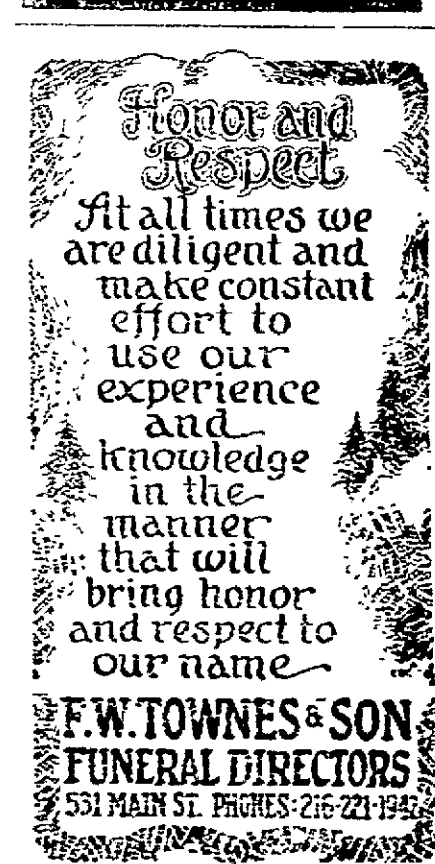 Honor and
Respect
At all times we
are diligent and
make constant
effort to
use our
experience
and
knowledge
in the
manner
that will
bring honor
and respect to
our name
F.W. TOWNES & SON
FUNERAL DIRECTORS
531 MAIN ST. PHONES-216-221-1942